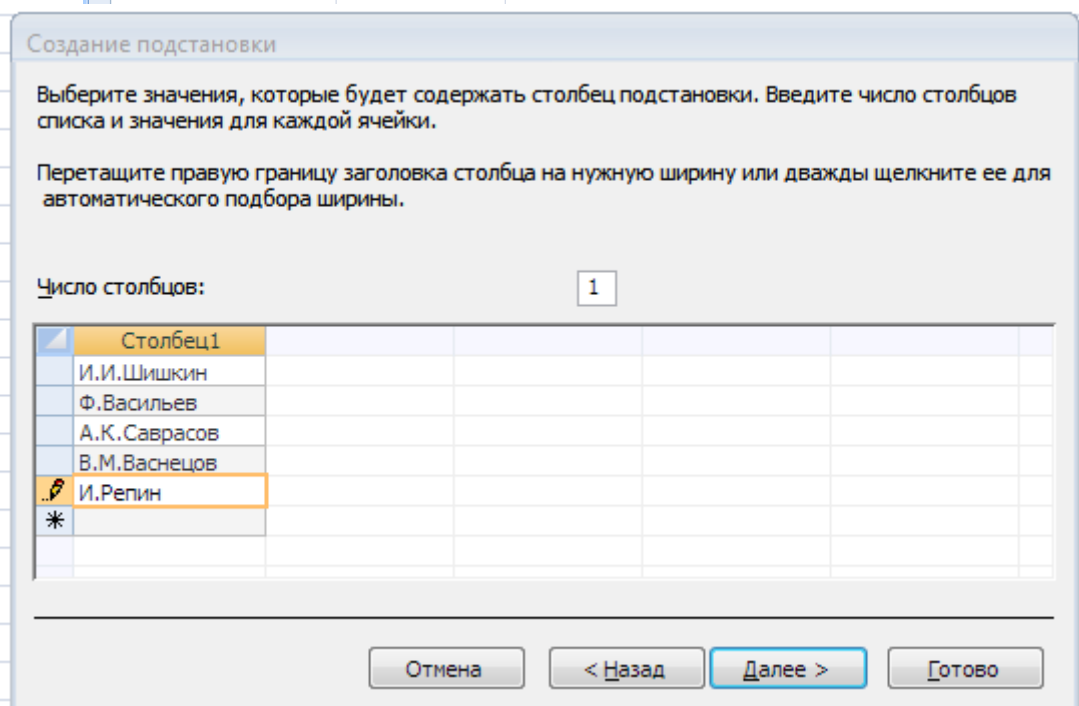 Создание подстановки
Выберите значения, которые будет содержать столбец подстановки. Введите число столбцов
списка и значения для каждой ячейки.
Перетащите правую границу заголовка столбца на нужную ширину или дважды щелкните ее для
автоматического подбора ширины.
Число столбцов: 1
Столбец1
И.И.Шишкин
Ф.Васильев
А.К.Саврасов
В.М.Васнецов
И.Репин
Отмена < Назад Далее > Готово